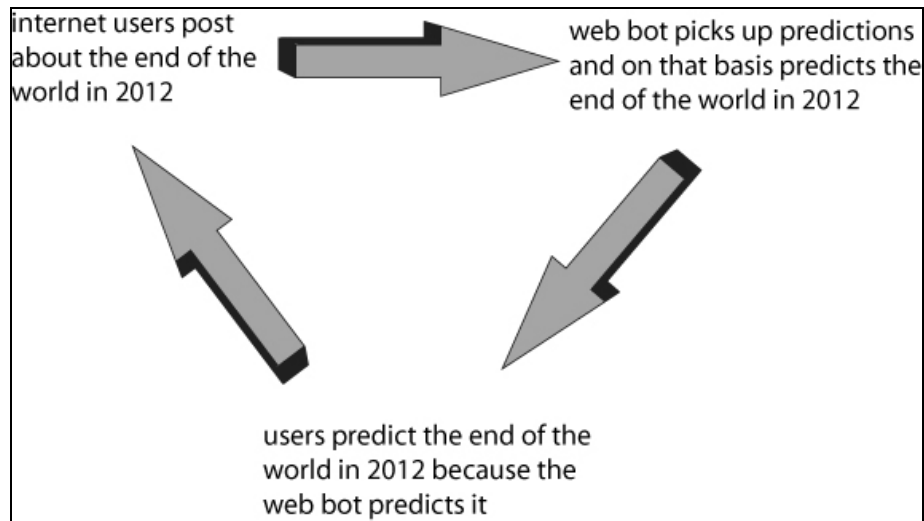 internet users post
about the end of the
world in 2012
web bot picks up predictions
and on that basis predicts the
end of the world in 2012
users predict the end of the
world in 2012 because the
web bot predicts it